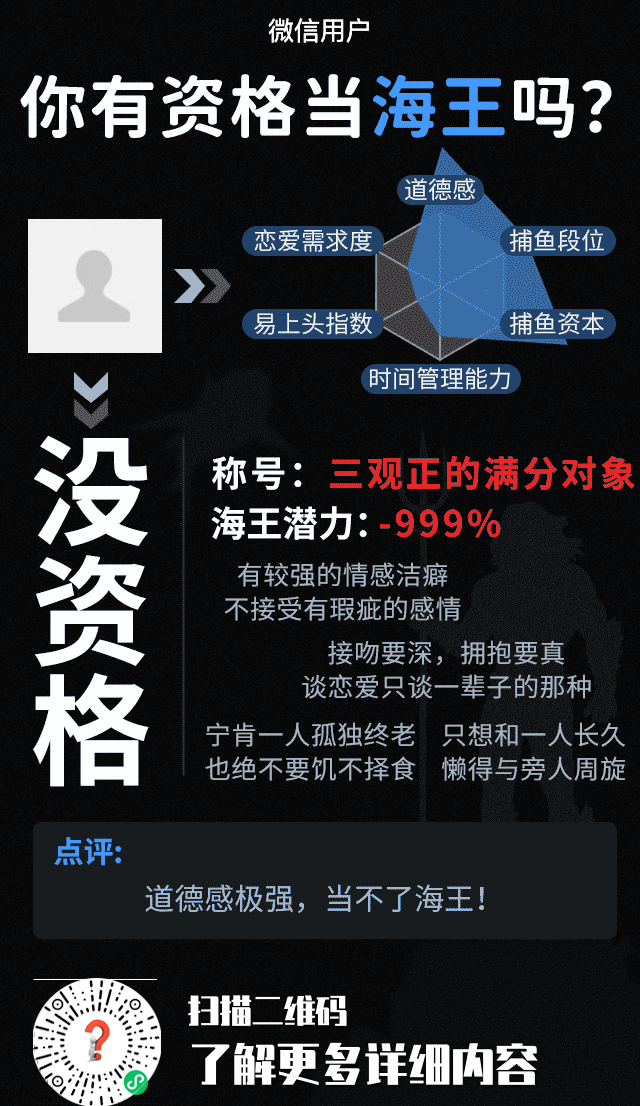 微信用户
你有资格当海王吗？
道德感
恋爱需求度
捕鱼段位
易上头指数
捕鱼资本
时间管理能力
没资格
称号：三观正的满分对象
海王潜力：-999%
有较强的情感洁癖
不接受有瑕疵的感情
接吻要深，拥抱要真
谈恋爱只谈一辈子的那种
宁肯一人孤独终老
也绝不要饥不择食
只想和一人长久
懒得与旁人周旋
点评:
道德感极强，当不了海王！
扫描二维码
了解更多详细内容